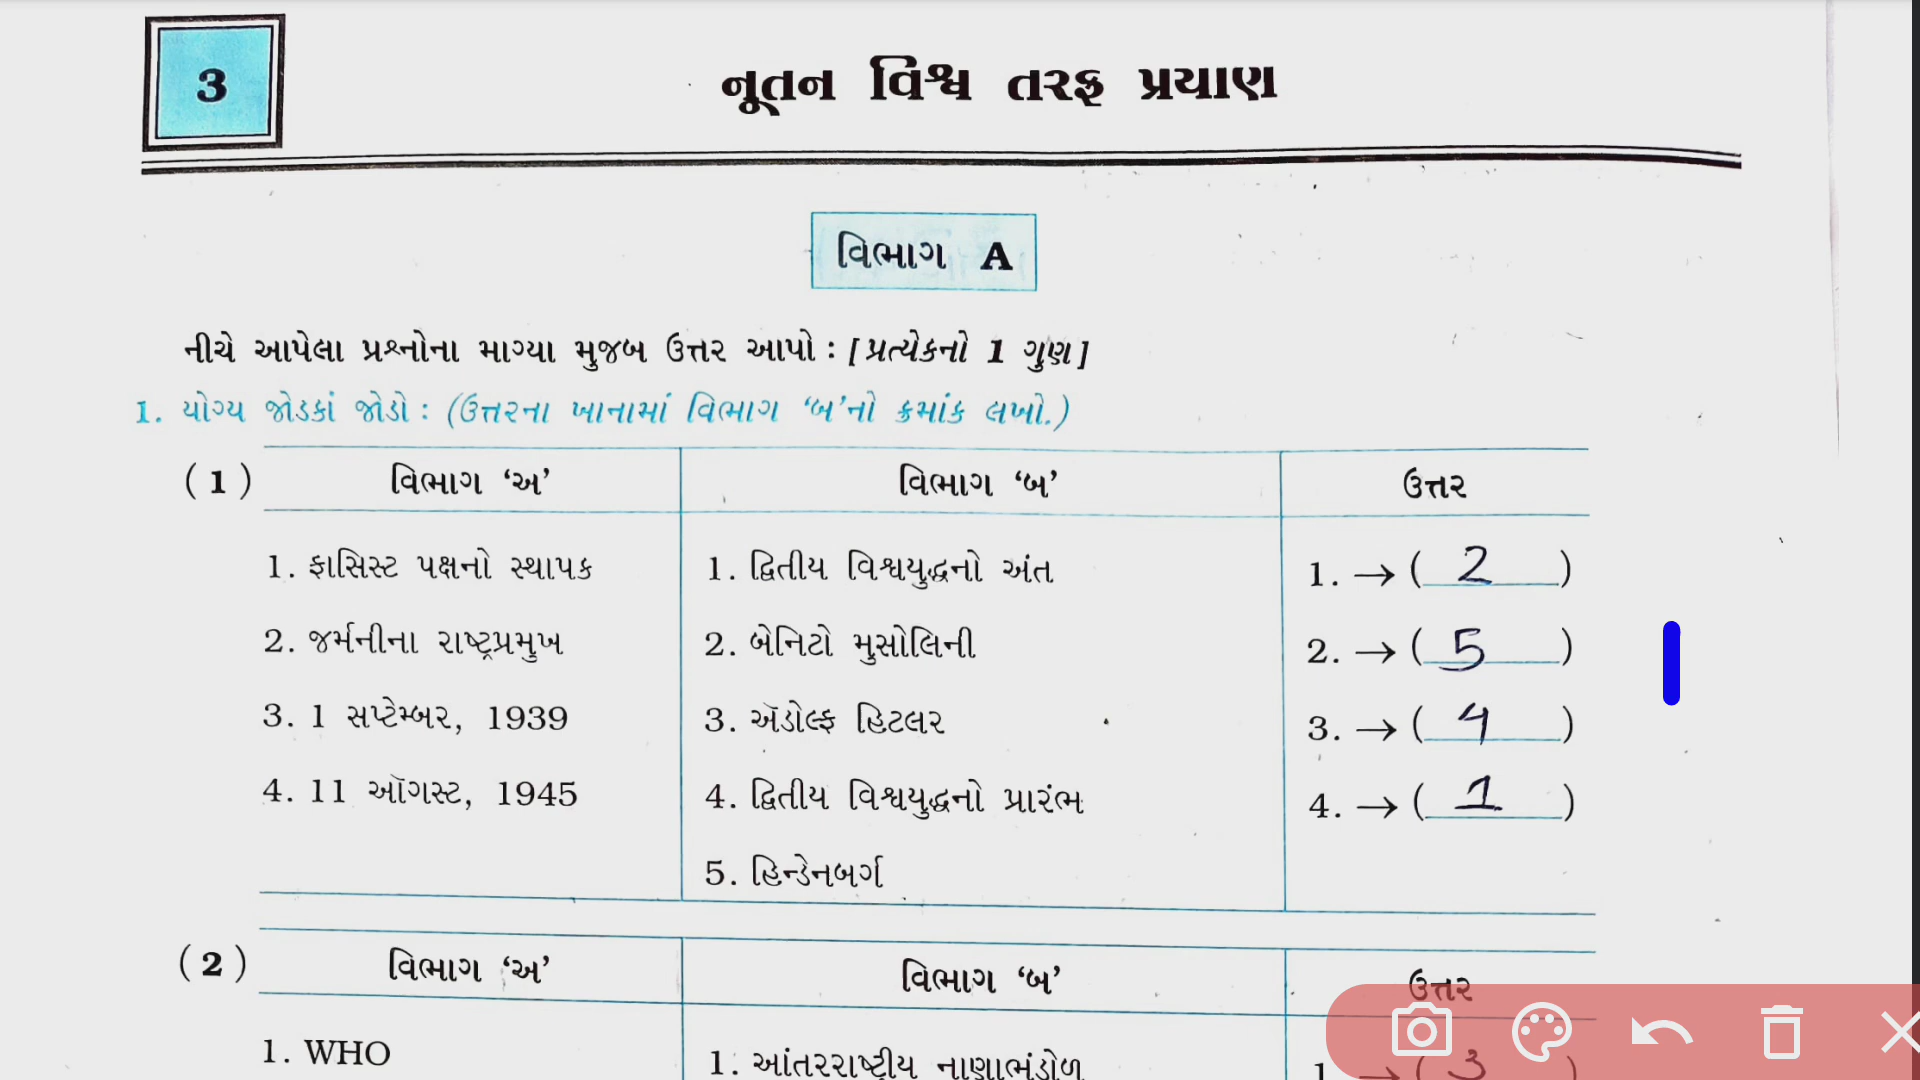 3
નૂતન વિશ્વ તરફ પ્રયાણ
વિભાગ A
નીચે આપેલા પ્રશ્નોના માગ્યા મુજબ ઉત્તર આપો : [પ્રત્યેકનો 1 ગુણ]
1. યોગ્ય જોડકાં જોડો : (ઉત્તરના ખાનામાં વિભાગ ‘બ’નો ક્રમાંક લખો.)
(1) વિભાગ ‘અ’ વિભાગ ‘બ’ ઉત્તર
1. ફાસિસ્ટ પક્ષનો સ્થાપક 1. દ્વિતીય વિશ્વયુદ્ધનો અંત 1. → ( 2 )
2. જર્મનીના રાષ્ટ્રપ્રમુખ 2. બેનિટો મુસોલિની 2. → ( 5 )
3. 1 સપ્ટેમ્બર, 1939 3. ઍડોલ્ફ હિટલર 3. → ( 4 )
4. 11 ઑગસ્ટ, 1945 4. દ્વિતીય વિશ્વયુદ્ધનો પ્રારંભ 4. → ( 1 )
5. હિન્ડેનબર્ગ
(2) વિભાગ ‘અ’ વિભાગ ‘બ’ ઉત્તર
1. WHO 1. આંતરરાષ્ટ્રીય નાણાભંડોળ 1. → ( 3 )